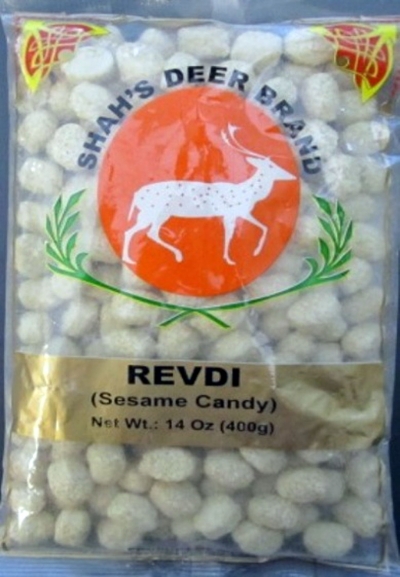 SHAH'S DEER BRAND
REVDI
(Sesame Candy)
Net Wt.: 14 Oz (400g)